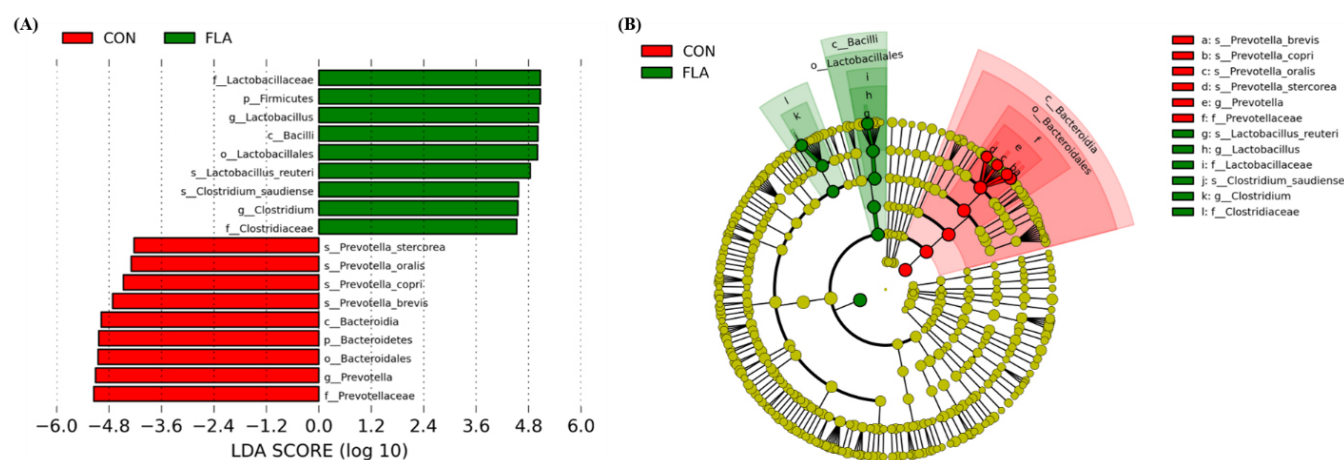 (A)
CON
FLA
f__Lactobacillaceae
p__Firmicutes
g__Lactobacillus
c__Bacilli
o__Lactobacillales
s__Lactobacillus_reuteri
s__Clostridium_saudiense
g__Clostridium
f__Clostridiaceae
s__Prevotella_stercorea
s__Prevotella_oralis
s__Prevotella_copri
s__Prevotella_brevis
c__Bacteroidia
p__Bacteroidetes
o__Bacteroidales
g__Prevotella
f__Prevotellaceae
−6.0 −4.8 −3.6 −2.4 −1.2 0.0 1.2 2.4 3.6 4.8 6.0
LDA SCORE (log 10)
(B)
CON
FLA
c__Bacilli
o__Lactobacillales
i
h
g
l
k
c__Bacteroidia
o__Bacteroidales
e
f
d
c
b
a
a: s__Prevotella_brevis
b: s__Prevotella_copri
c: s__Prevotella_oralis
d: s__Prevotella_stercorea
e: g__Prevotella
f: f__Prevotellaceae
g: s__Lactobacillus_reuteri
h: g__Lactobacillus
i: f__Lactobacillaceae
j: s__Clostridium_saudiense
k: g__Clostridium
l: f__Clostridiaceae